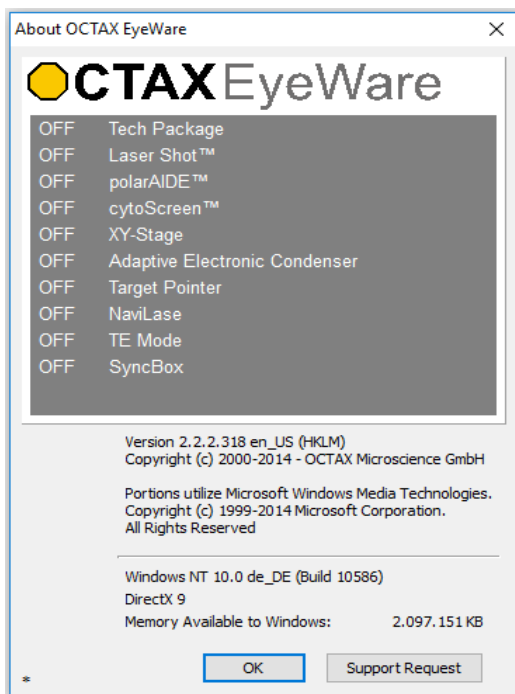 About OCTAX EyeWare
OCTAX EyeWare
OFF Tech Package
OFF Laser Shot™
OFF polarAIDE™
OFF cytoScreen™
OFF XY-Stage
OFF Adaptive Electronic Condenser
OFF Target Pointer
OFF NaviLase
OFF TE Mode
OFF SyncBox
Version 2.2.2.318 en_US (HKLM)
Copyright (c) 2000-2014 - OCTAX Microscience GmbH
Portions utilize Microsoft Windows Media Technologies.
Copyright (c) 1999-2014 Microsoft Corporation.
All Rights Reserved
Windows NT 10.0 de_DE (Build 10586)
DirectX 9
Memory Available to Windows: 2.097.151 KB
* OK Support Request